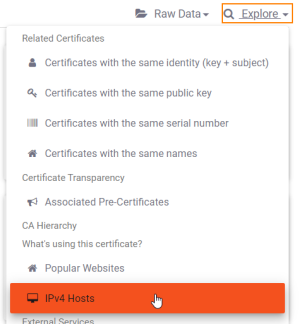 Raw Data Explore
Related Certificates
Certificates with the same identity (key + subject)
Certificates with the same public key
Certificates with the same serial number
Certificates with the same names
Certificate Transparency
Associated Pre-Certificates
CA Hierarchy
What's using this certificate?
Popular Websites
IPv4 Hosts
External Services